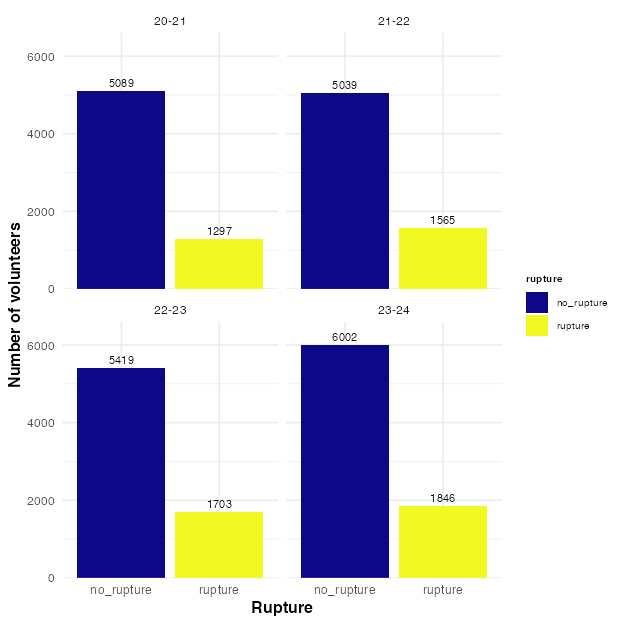 20-21
21-22
6000
4000
2000
0
5089
1297
5039
1565
22-23
23-24
6000
4000
2000
0
5419
1703
6002
1846
no_rupture
rupture
no_rupture
rupture
Rupture
Number of volunteers
rupture
no_rupture
rupture